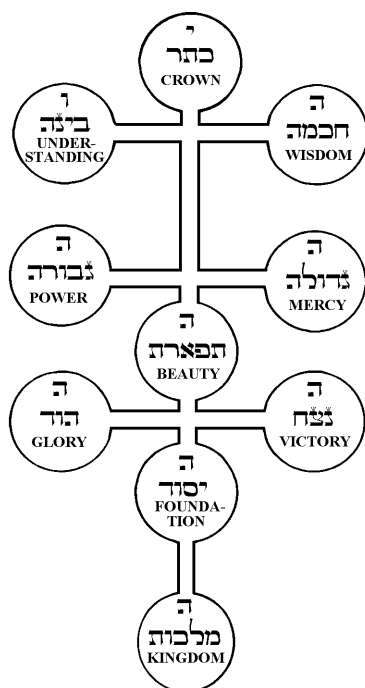 י
כתר
CROWN
ו
בינה
UNDER-
STANDING
ה
חכמה
WISDOM
ה
גבורה
POWER
ה
גדולה
MERCY
ה
תפארת
BEAUTY
ה
הוד
GLORY
ה
נצח
VICTORY
ה
יסוד
FOUNDA-
TION
ה
מלכות
KINGDOM